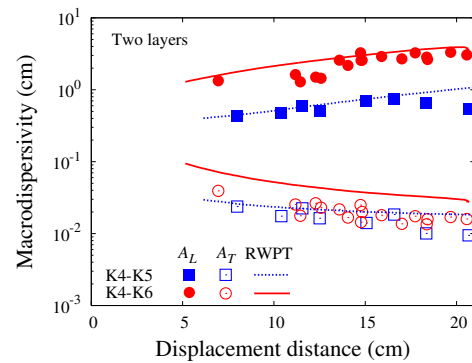 Two layers
Macrodispersivity (cm)
10^1
10^0
10^-1
10^-2
10^-3
A_L A_T RWPT
K4-K5
K4-K6
0 5 10 15 20
Displacement distance (cm)